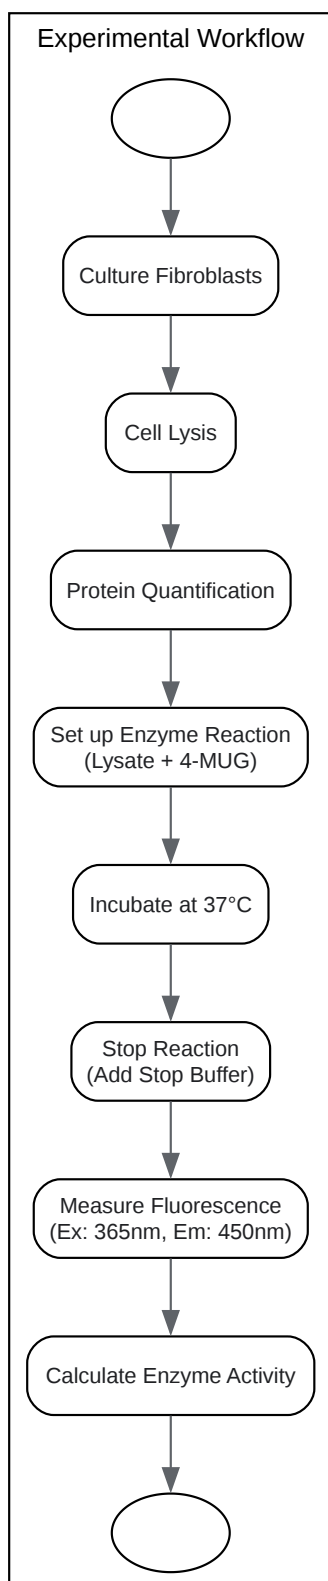 Experimental Workflow
Culture Fibroblasts
Cell Lysis
Protein Quantification
Set up Enzyme Reaction
(Lysate + 4-MUG)
Incubate at 37°C
Stop Reaction
(Add Stop Buffer)
Measure Fluorescence
(Ex: 365nm, Em: 450nm)
Calculate Enzyme Activity